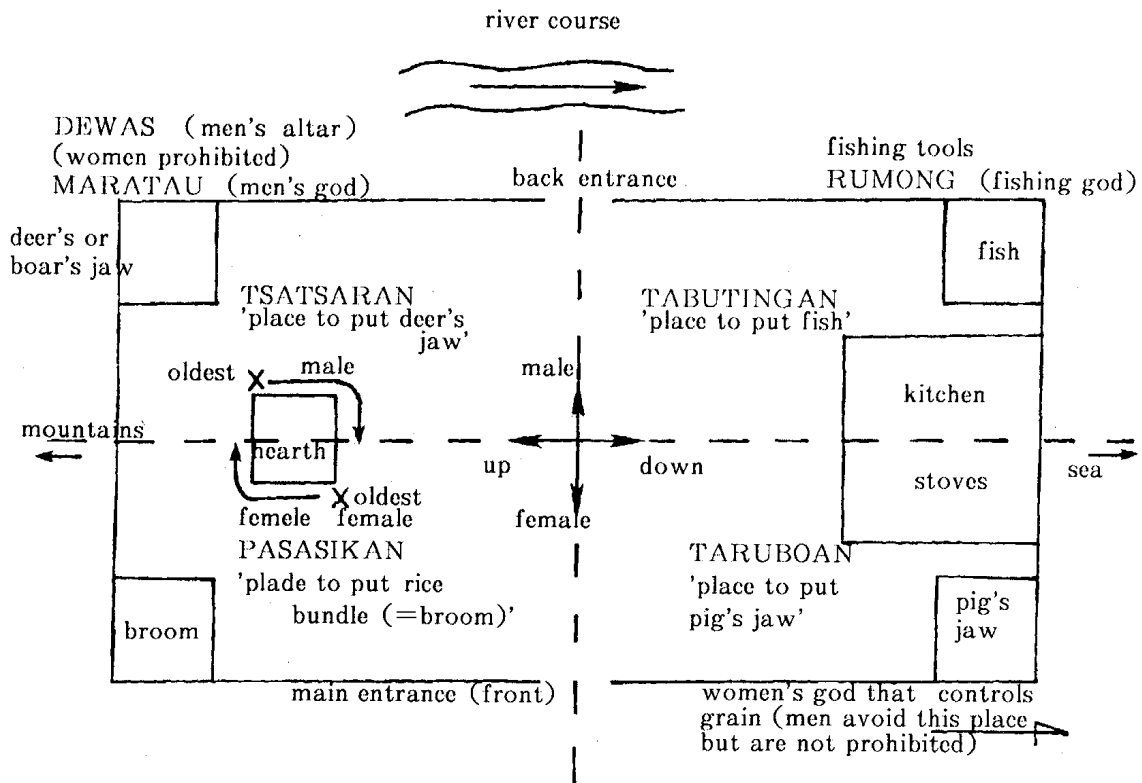 river course
DEWAS (men's altar)
(women prohibited)
MARATAU (men's god)
back entrance
fishing tools
RUMONG (fishing god)
deer's or
boar's jaw
fish
TSATSARAN
'place to put deer's
jaw'
TABUTINGAN
'place to put fish'
oldest
male
male
kitchen
mountains
hearth
up
down
sea
stoves
oldest
femele
female
female
PASASIKAN
'plade to put rice
bundle (=broom)'
TARUBOAN
'place to put
pig's jaw'
broom
pig's
jaw
main entrance (front)
women's god that controls
grain (men avoid this place
but are not prohibited)